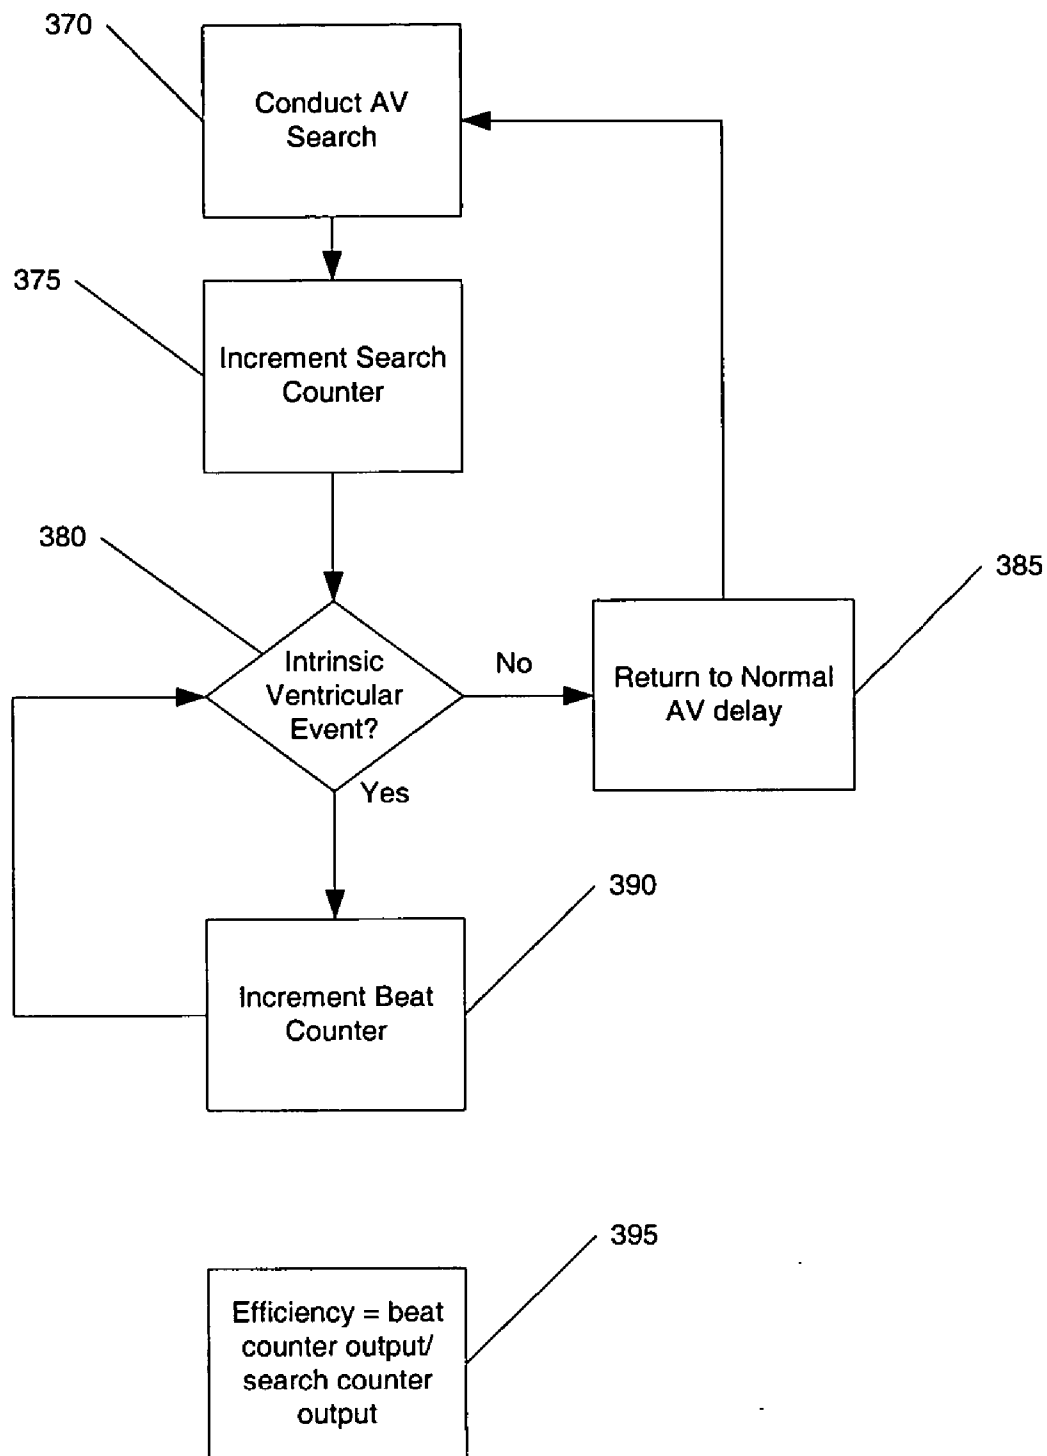 370
Conduct AV
Search
375
Increment Search
Counter
380
385
Intrinsic
Ventricular
Event?
No
Return to Normal
AV delay
Yes
390
Increment Beat
Counter
395
Efficiency = beat
counter output/
search counter
output